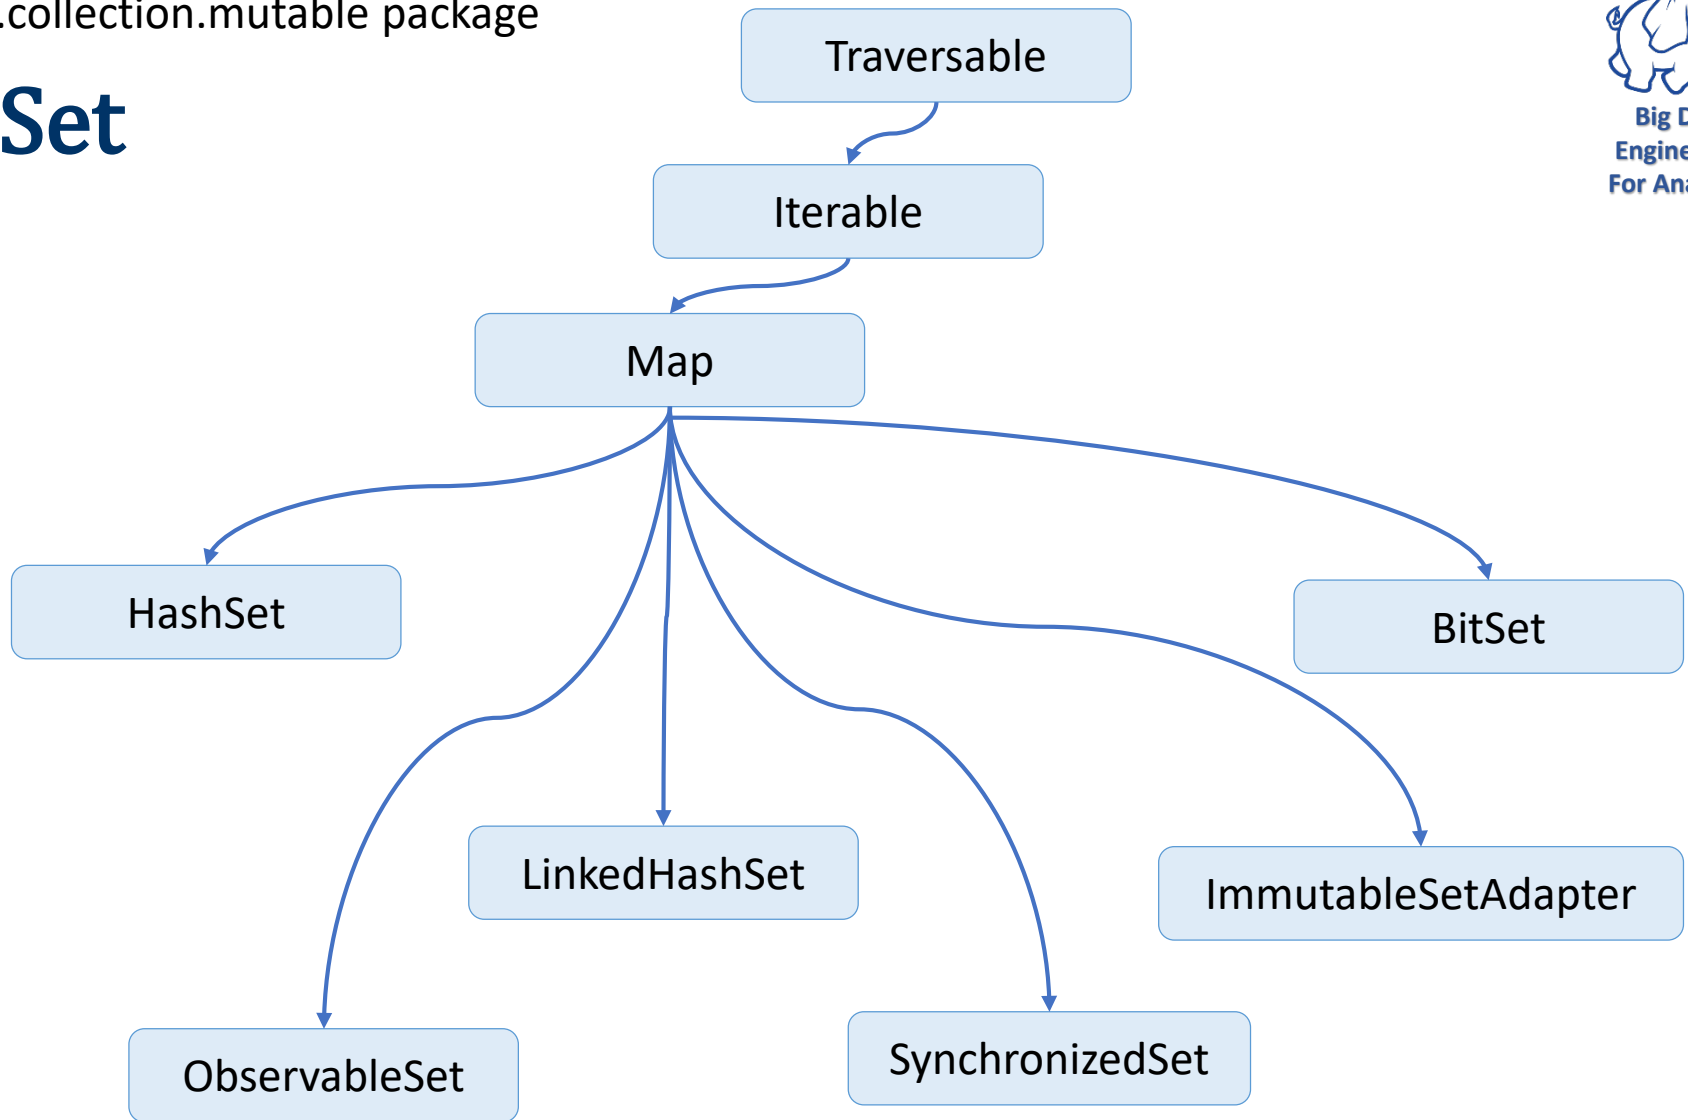 .collection.mutable package
Set
Traversable
Iterable
Map
HashSet
BitSet
LinkedHashSet
ImmutableSetAdapter
ObservableSet
SynchronizedSet
Big D
Engine
For Ana